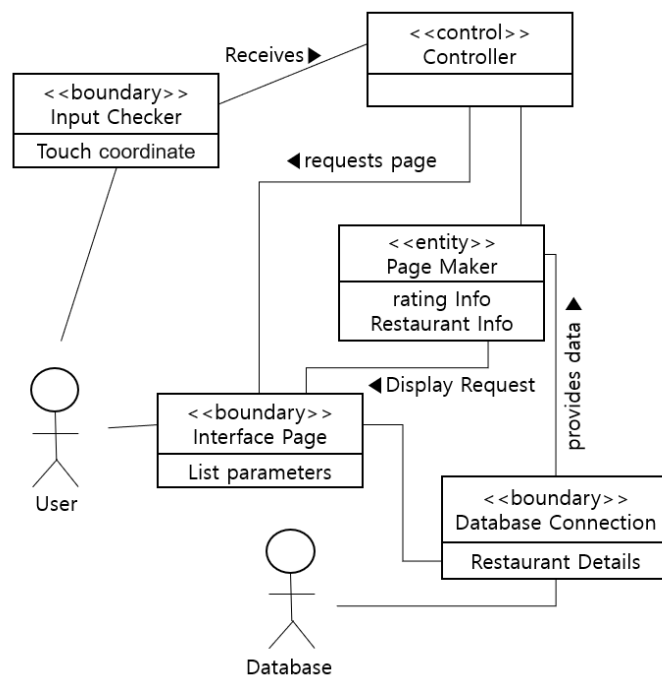 <<control>>
Controller
Receives ▶
<<boundary>>
Input Checker
Touch coordinate
◀ requests page
<<entity>>
Page Maker
rating Info
Restaurant Info
provides data ▶
◀ Display Request
<<boundary>>
Interface Page
List parameters
User
<<boundary>>
Database Connection
Restaurant Details
Database